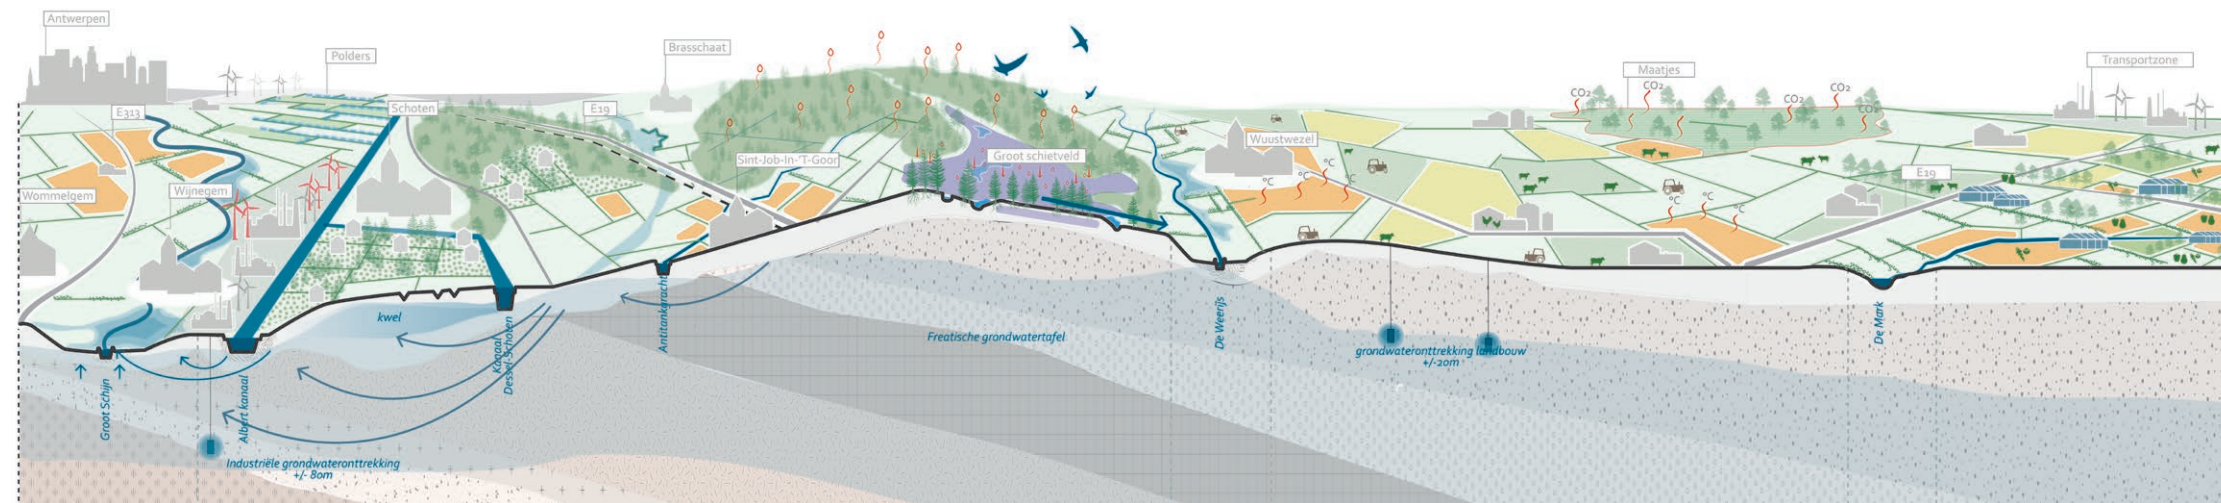 Antwerpen
Polders
Brasschaat
Maatjes
Transportzone
E313
Schoten
E19
CO₂
CO₂
CO₂
CO₂
CO₂
Wommelgem
Wijnegem
Sint-Job-In-'T-Goor
Groot schietveld
Wuustwezel
°C
°C
°C
°C
°C
°C
°C
E19
kwel
Groot Schijn
Albert kanaal
Kanaal
Dessel-Schoten
Antitankgracht
Freatische grondwatertafel
De Weerijs
grondwateronttrekking landbouw
+/-20m
De Mark
Industriële grondwateronttrekking
+/- 80m